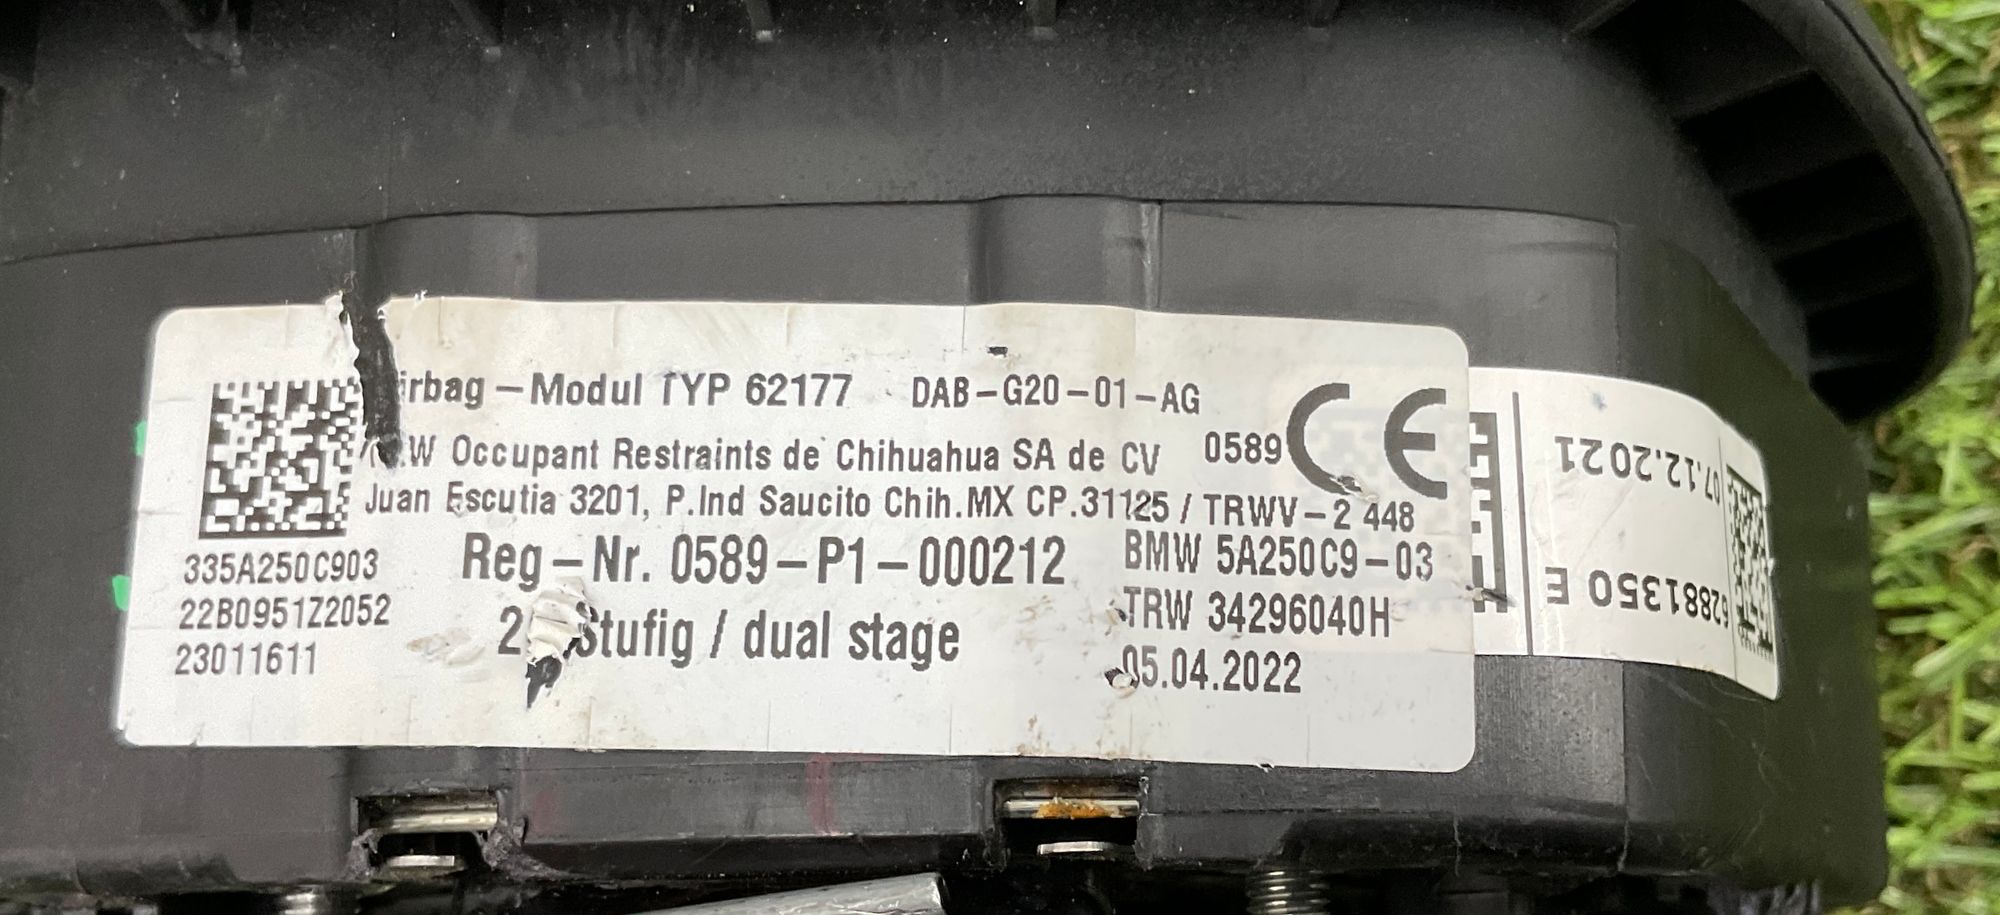 irbag – Modul TYP 62177 DAB – G20 – 01 – AG
W Occupant Restraints de Chihuahua SA de CV 0589 CE
Juan Escutia 3201, P.Ind Saucito Chih.MX CP.31125 / TRWV – 2 448
335A250C903
Reg – Nr. 0589 – P1 – 000212
BMW 5A250C9 – 03
22B0951Z2052
2 Stufig / dual stage
TRW 34296040H
23011611
05.04.2022
07.12.2021
62881350 E